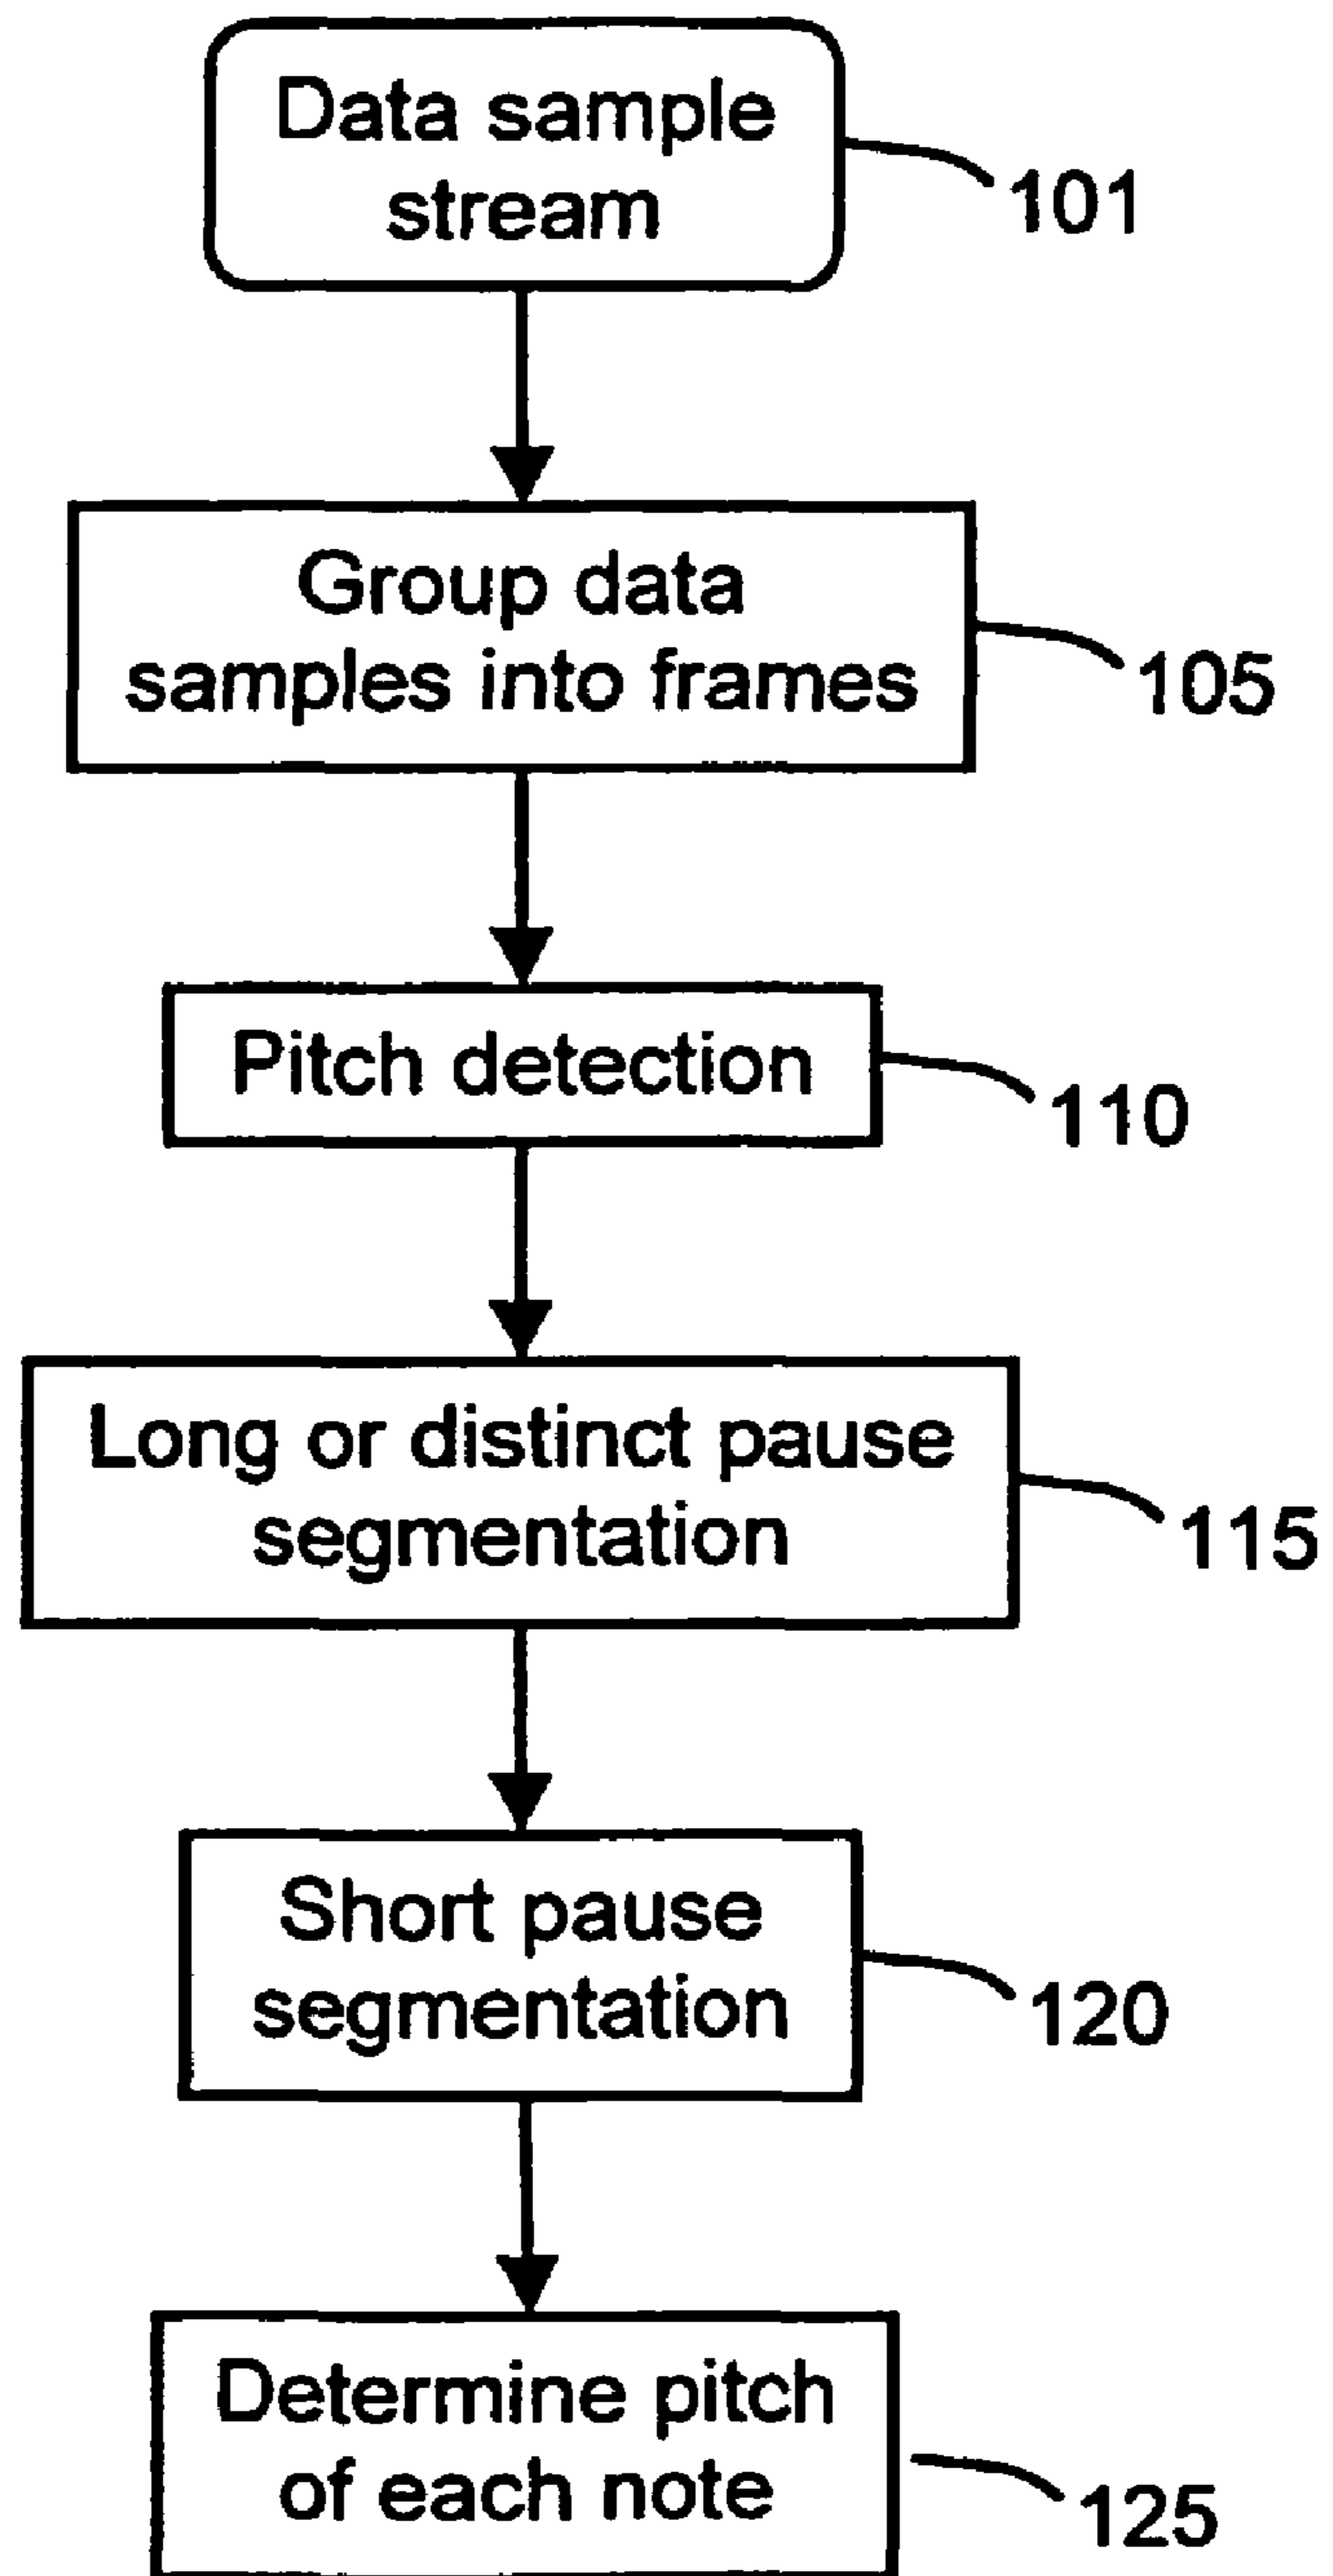 Data sample
stream
101
Group data
samples into frames
105
Pitch detection
110
Long or distinct pause
segmentation
115
Short pause
segmentation
120
Determine pitch
of each note
125